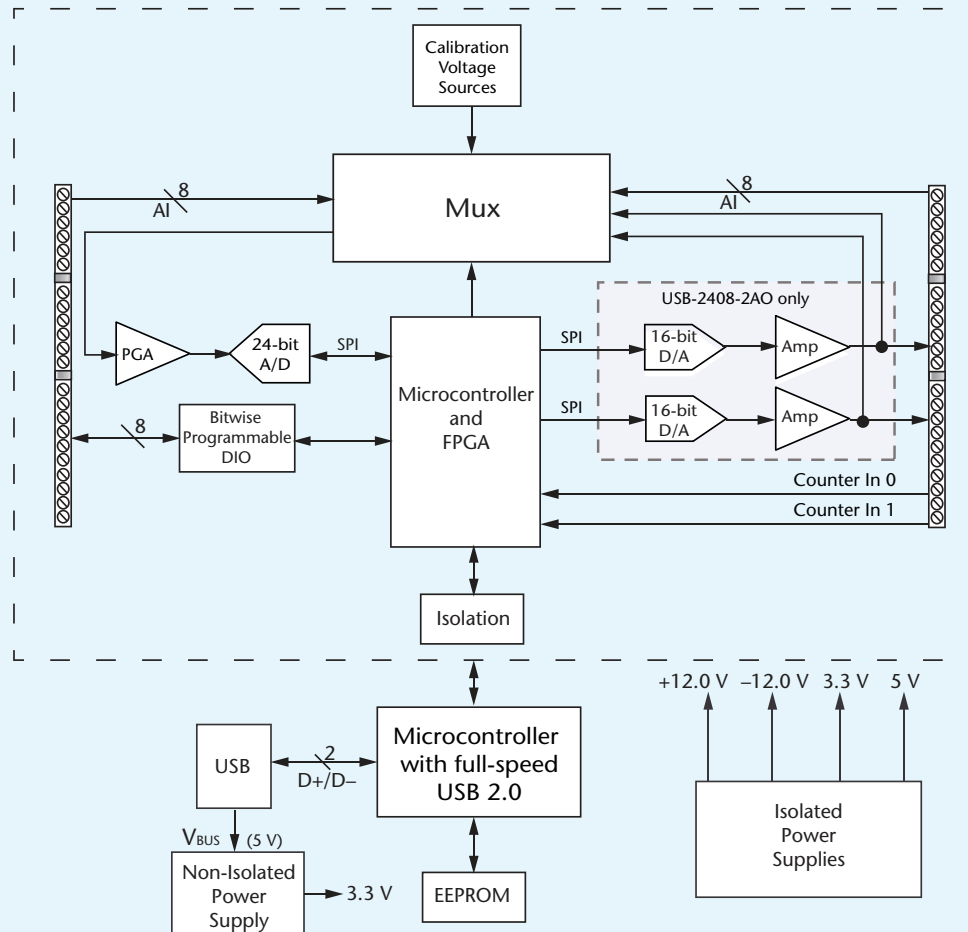 Calibration
Voltage
Sources
Mux
8
AI
8
AI
USB-2408-2AO only
PGA
24-bit
A/D
SPI
Microcontroller
and
FPGA
SPI
16-bit
D/A
Amp
SPI
16-bit
D/A
Amp
8
Bitwise
Programmable
DIO
Counter In 0
Counter In 1
Isolation
+12.0 V
–12.0 V
3.3 V
5 V
Microcontroller
with full-speed
USB 2.0
USB
2
D+/D–
VBUS (5 V)
Non-Isolated
Power
Supply
3.3 V
EEPROM
Isolated
Power
Supplies